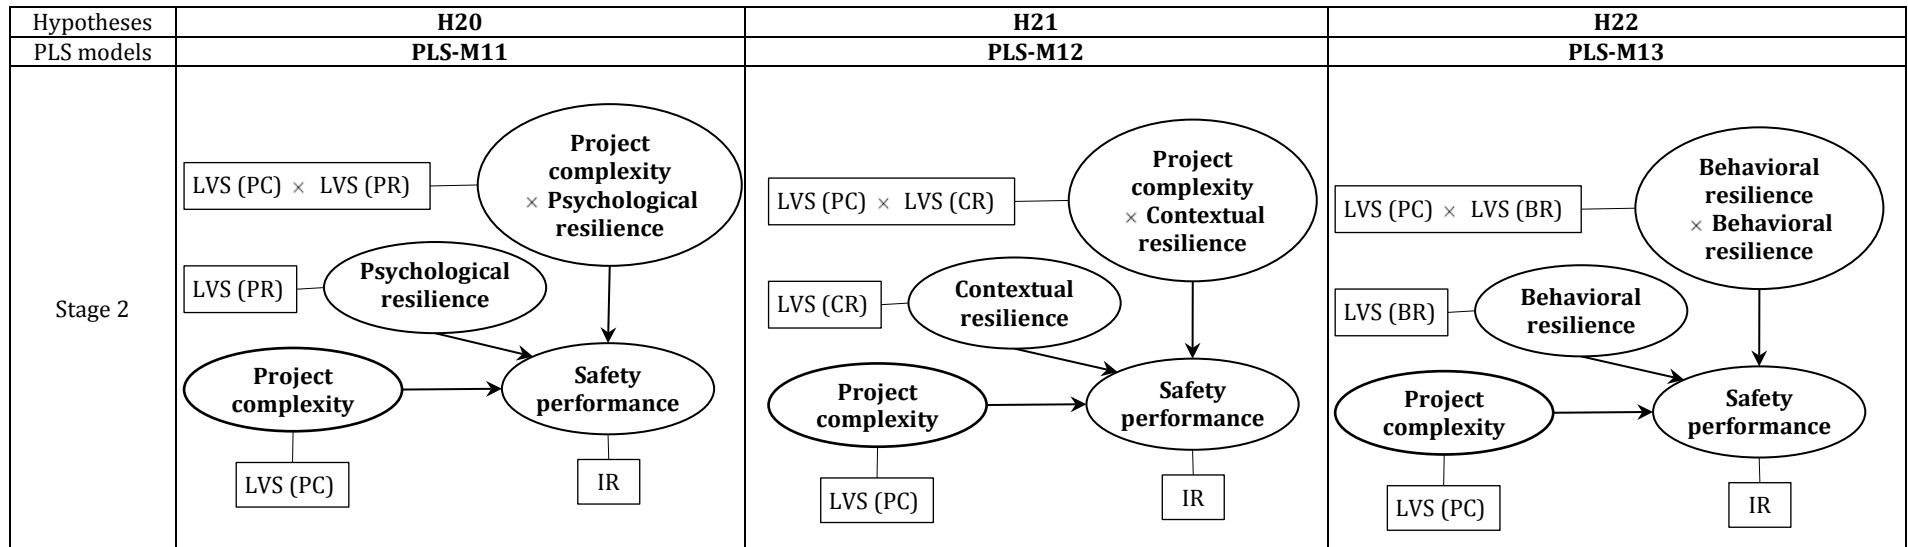 Hypotheses H20 H21 H22
PLS models PLS-M11 PLS-M12 PLS-M13
Stage 2
Project
complexity
× Psychological
resilience
LVS (PC) × LVS (PR)
Psychological
resilience
LVS (PR)
Project
complexity
Safety
performance
LVS (PC)
IR
Project
complexity
× Contextual
resilience
LVS (PC) × LVS (CR)
Contextual
resilience
LVS (CR)
Project
complexity
Safety
performance
LVS (PC)
IR
Behavioral
resilience
× Behavioral
resilience
LVS (PC) × LVS (BR)
Behavioral
resilience
LVS (BR)
Project
complexity
Safety
performance
LVS (PC)
IR